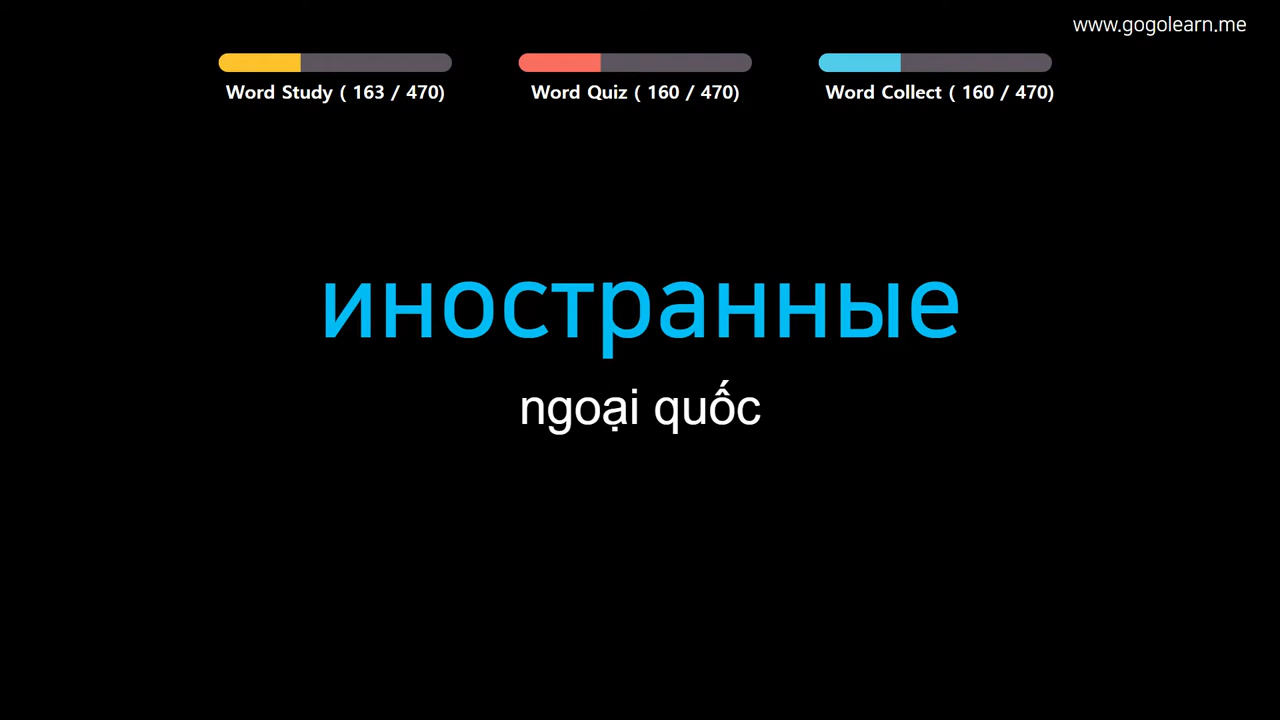 www.gogolearn.me
Word Study ( 163 / 470)
Word Quiz ( 160 / 470)
Word Collect ( 160 / 470)
иностранные
ngoại quốc